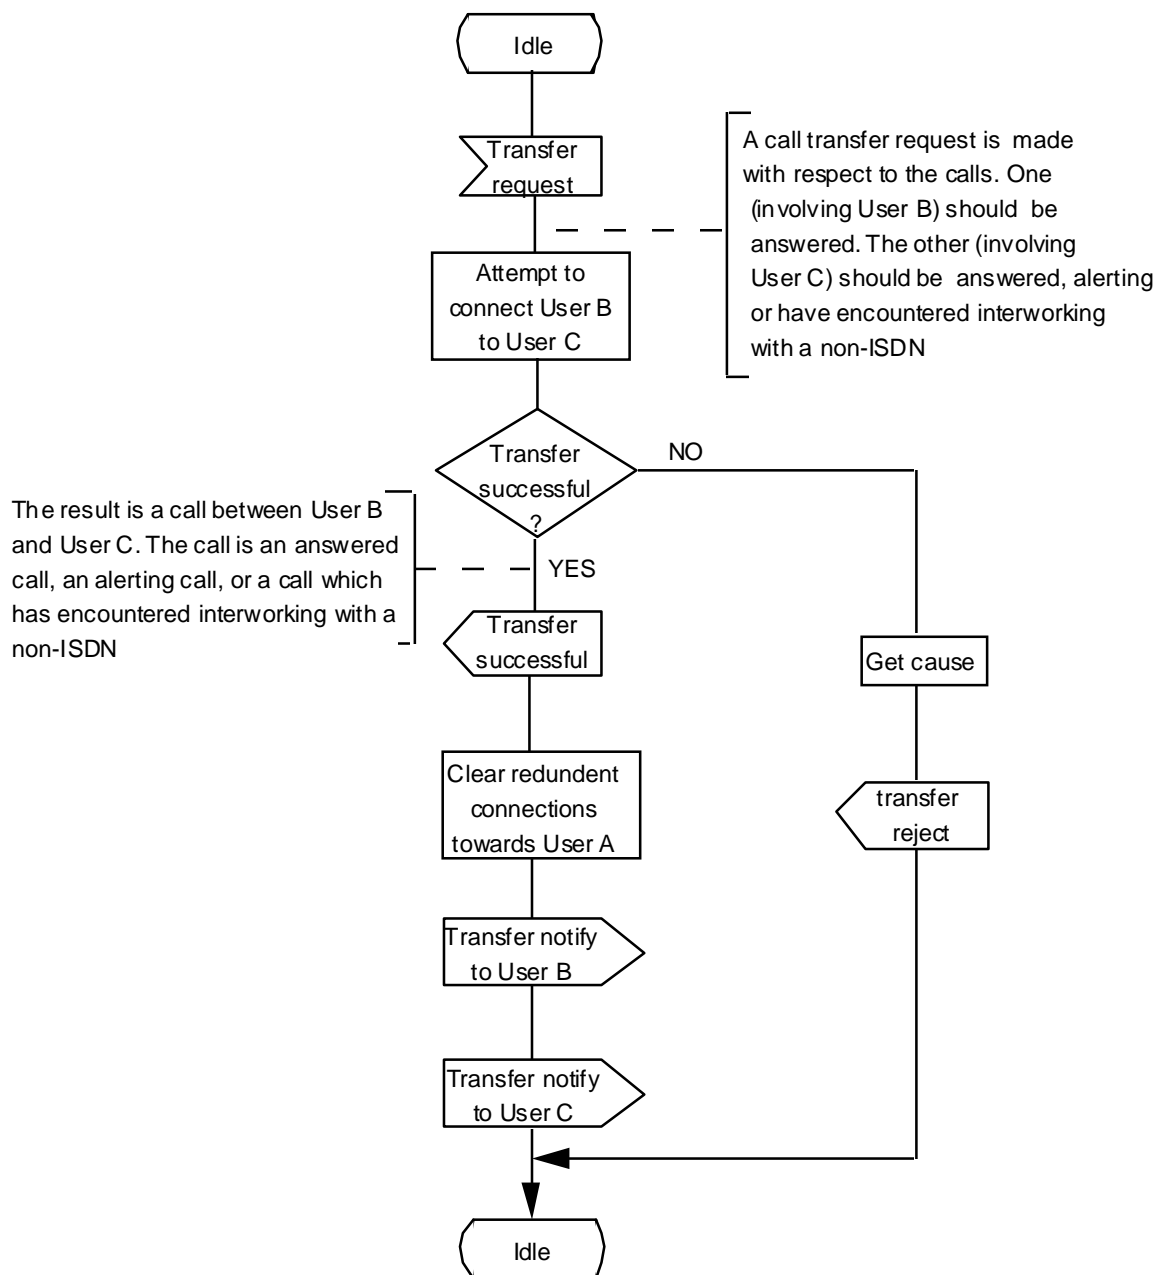 Idle
Transfer
request
A call transfer request is made
with respect to the calls. One
(involving User B) should be
answered. The other (involving
User C) should be answered, alerting
or have encountered interworking
with a non-ISDN
Attempt to
connect User B
to User C
Transfer
successful
?
NO
The result is a call between User B
and User C. The call is an answered
call, an alerting call, or a call which
has encountered interworking with a
non-ISDN
YES
Transfer
successful
Get cause
Clear redundent
connections
towards User A
transfer
reject
Transfer notify
to User B
Transfer notify
to User C
Idle